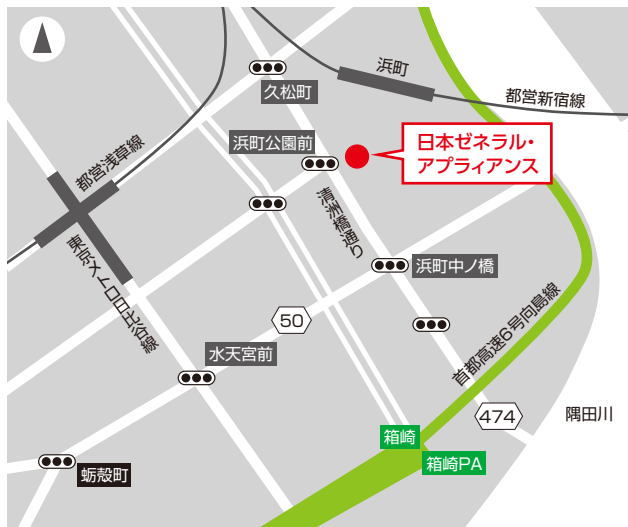 浜町
都営新宿線
久松町
浜町公園前
日本ゼネラル・
アプライアンス
都営浅草線
清洲橋通り
東京メトロ日比谷線
浜町中ノ橋
50
水天宮前
首都高速6号向島線
474
隅田川
箱崎
箱崎PA
蛎殻町